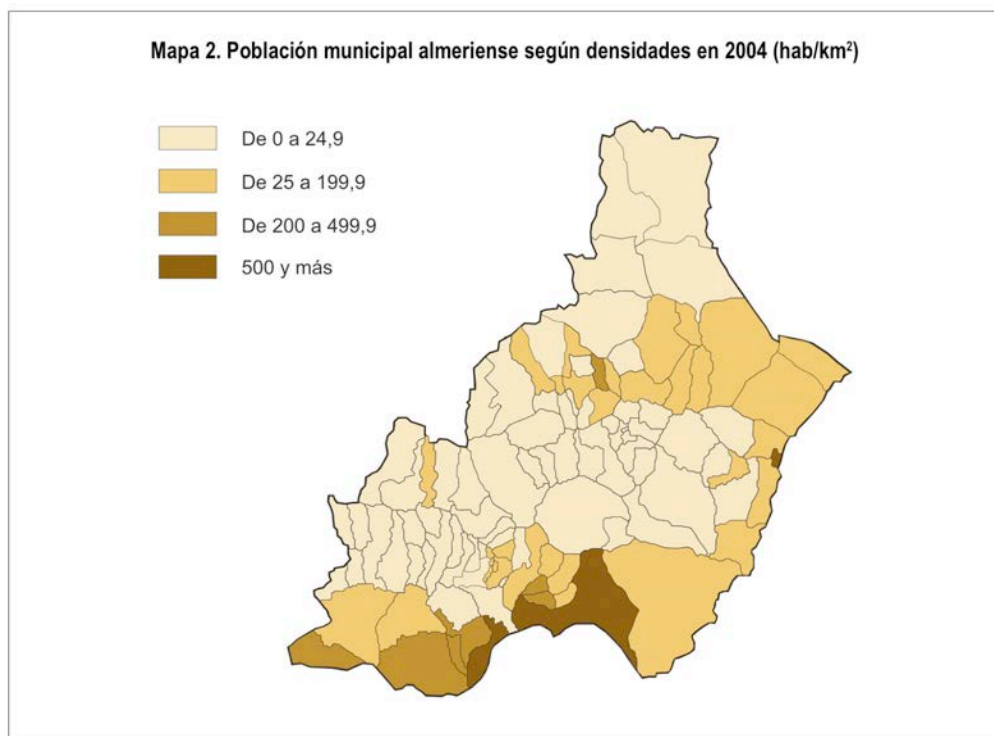 Mapa 2. Población municipal almeriense según densidades en 2004 (hab/km²)
De 0 a 24,9
De 25 a 199,9
De 200 a 499,9
500 y más